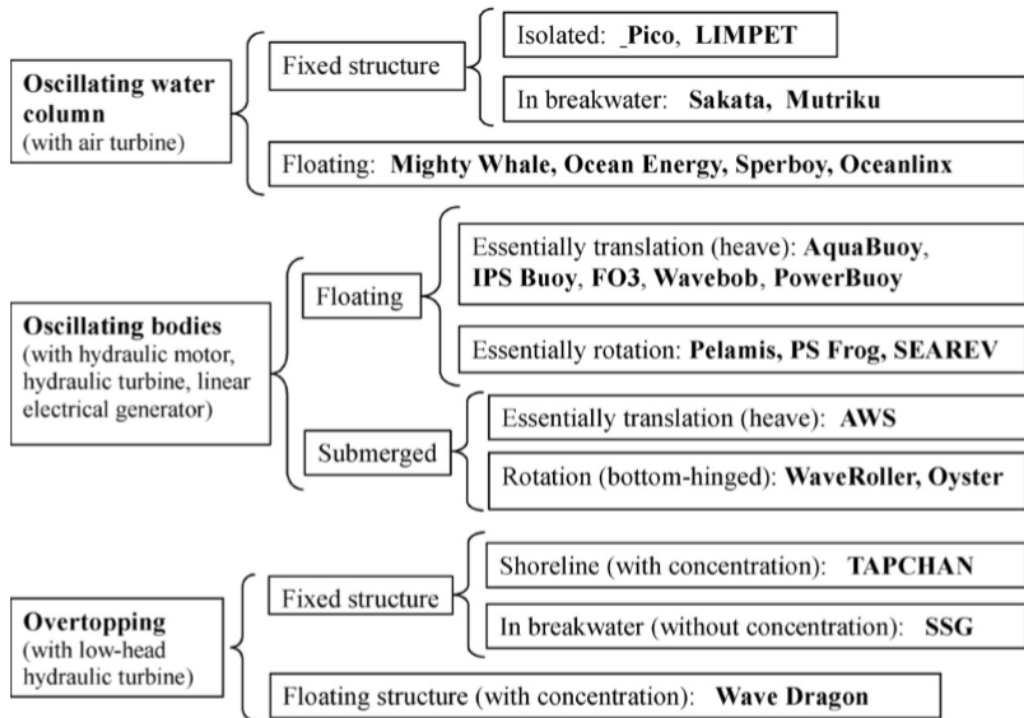 Oscillating water
column
(with air turbine)
Fixed structure
Isolated: _Pico, LIMPET
In breakwater: Sakata, Mutriku
Floating: Mighty Whale, Ocean Energy, Sperboy, Oceanlinx
Oscillating bodies
(with hydraulic motor,
hydraulic turbine, linear
electrical generator)
Floating
Essentially translation (heave): AquaBuoy,
IPS Buoy, FO3, Wavebob, PowerBuoy
Essentially rotation: Pelamis, PS Frog, SEAREV
Submerged
Essentially translation (heave): AWS
Rotation (bottom-hinged): WaveRoller, Oyster
Overtopping
(with low-head
hydraulic turbine)
Fixed structure
Shoreline (with concentration): TAPCHAN
In breakwater (without concentration): SSG
Floating structure (with concentration): Wave Dragon